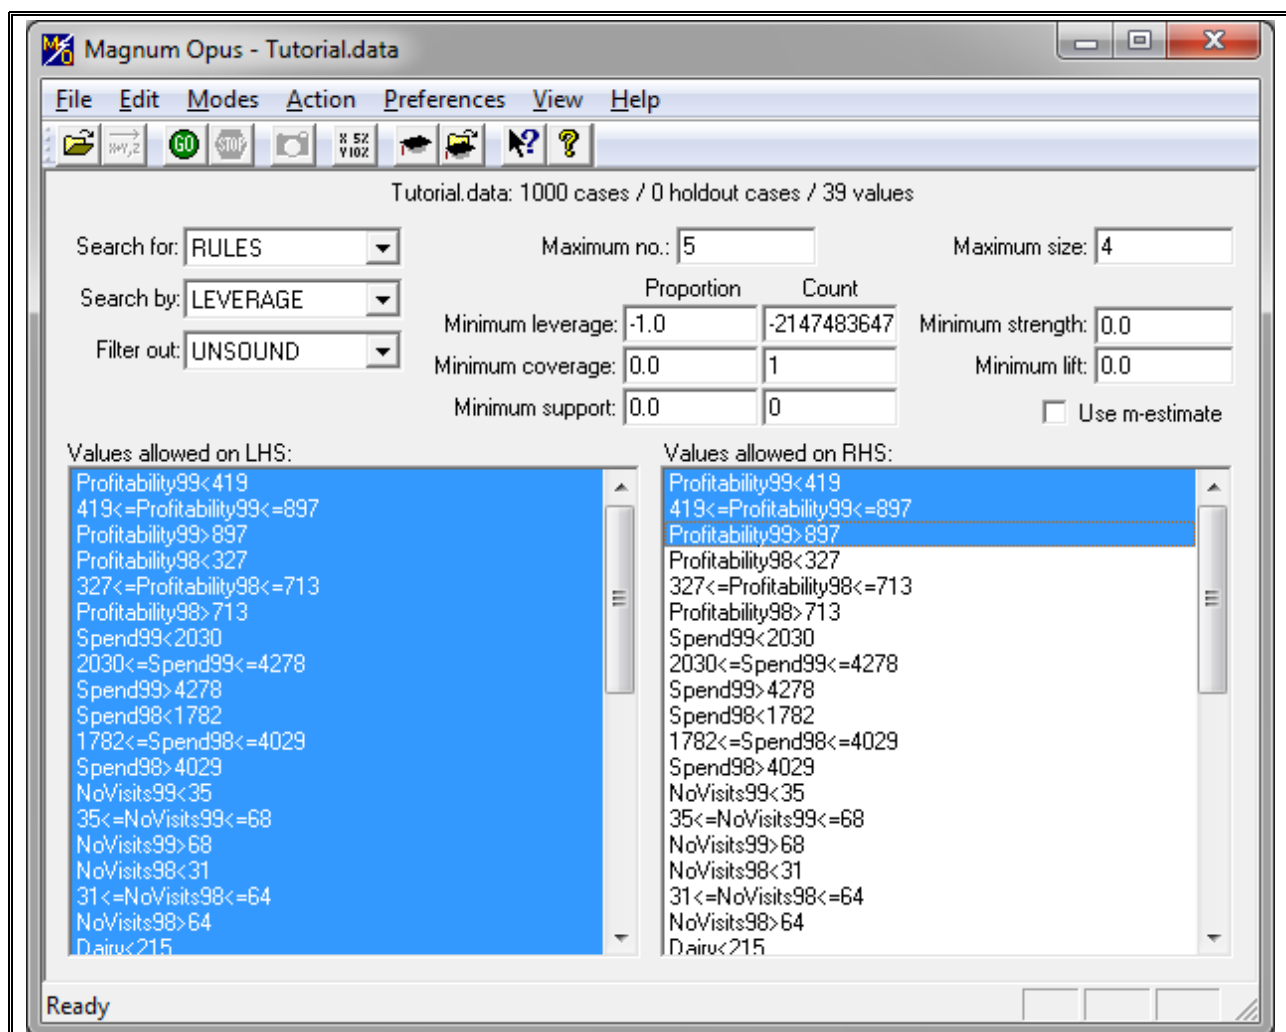 Magnum Opus - Tutorial.data
File Edit Modes Action Preferences View Help
X+Y,Z GO STOP X 5% Y 10% ? ?
Tutorial.data: 1000 cases / 0 holdout cases / 39 values
Search for: RULES Maximum no.: 5 Maximum size: 4
Search by: LEVERAGE Proportion Count
Minimum leverage: -1.0 -2147483647 Minimum strength: 0.0
Filter out: UNSOUND Minimum coverage: 0.0 1 Minimum lift: 0.0
Minimum support: 0.0 0 Use m-estimate
Values allowed on LHS:
Profitability99<419
419<=Profitability99<=897
Profitability99>897
Profitability98<327
327<=Profitability98<=713
Profitability98>713
Spend99<2030
2030<=Spend99<=4278
Spend99>4278
Spend98<1782
1782<=Spend98<=4029
Spend98>4029
NoVisits99<35
35<=NoVisits99<=68
NoVisits99>68
NoVisits98<31
31<=NoVisits98<=64
NoVisits98>64
Dairy<215
Values allowed on RHS:
Profitability99<419
419<=Profitability99<=897
Profitability99>897
Profitability98<327
327<=Profitability98<=713
Profitability98>713
Spend99<2030
2030<=Spend99<=4278
Spend99>4278
Spend98<1782
1782<=Spend98<=4029
Spend98>4029
NoVisits99<35
35<=NoVisits99<=68
NoVisits99>68
NoVisits98<31
31<=NoVisits98<=64
NoVisits98>64
Dairy<215
Ready